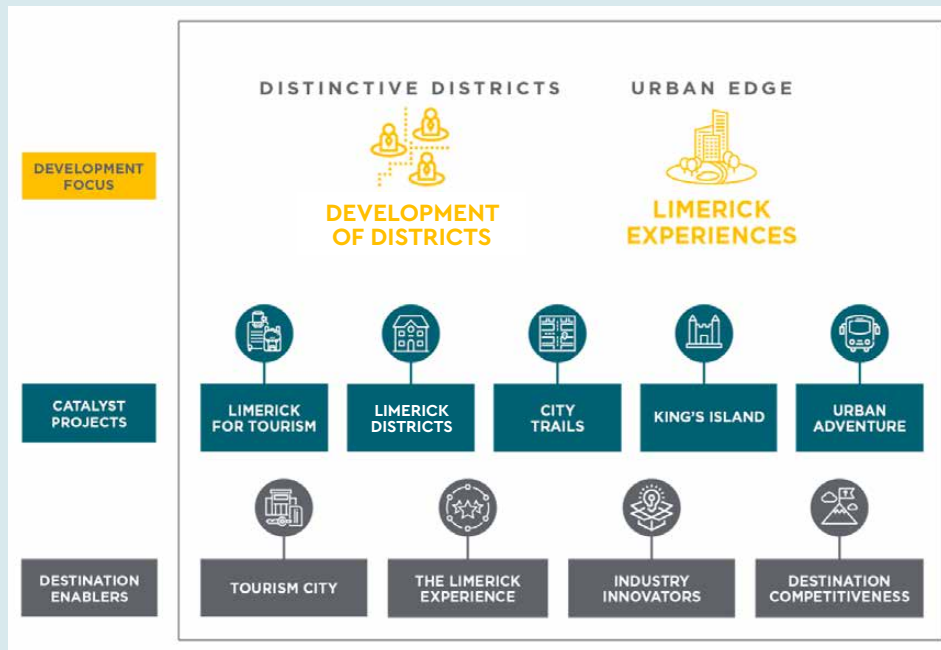 DISTINCTIVE DISTRICTS
URBAN EDGE
DEVELOPMENT
FOCUS
DEVELOPMENT
OF DISTRICTS
LIMERICK
EXPERIENCES
CATALYST
PROJECTS
LIMERICK
FOR TOURISM
LIMERICK
DISTRICTS
CITY
TRAILS
KING'S ISLAND
URBAN
ADVENTURE
DESTINATION
ENABLERS
TOURISM CITY
THE LIMERICK
EXPERIENCE
INDUSTRY
INNOVATORS
DESTINATION
COMPETITIVENESS